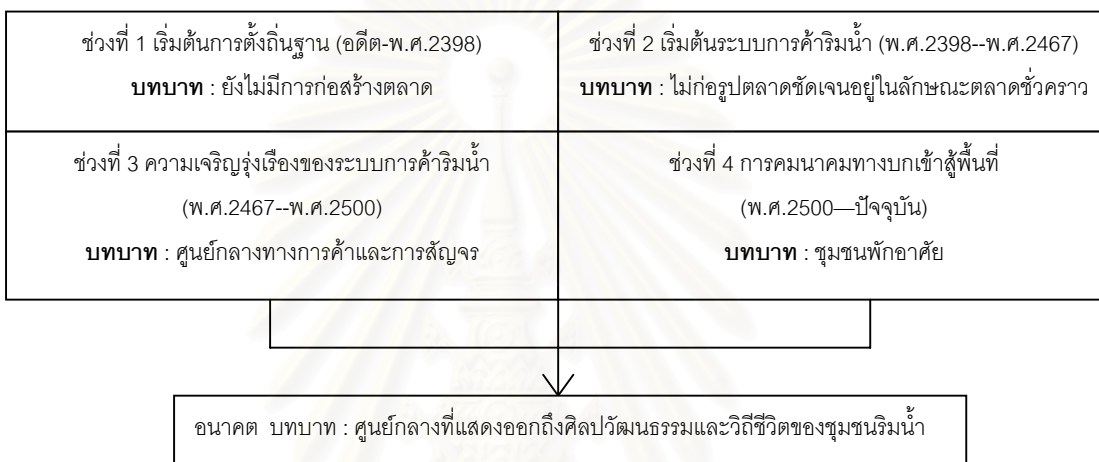 ช่วงที่ 1 เริ่มต้นการตั้งถิ่นฐาน (อดีต-พ.ศ.2398)
บทบาท : ยังไม่มีการก่อสร้างตลาด
ช่วงที่ 2 เริ่มต้นระบบการค้าริมน้ำ (พ.ศ.2398--พ.ศ.2467)
บทบาท : ไม่ก่อรูปตลาดชัดเจนอยู่ในลักษณะตลาดชั่วคราว
ช่วงที่ 3 ความเจริญรุ่งเรืองของระบบการค้าริมน้ำ
(พ.ศ.2467--พ.ศ.2500)
บทบาท : ศูนย์กลางทางการค้าและการสัญจร
ช่วงที่ 4 การคมนาคมทางบกเข้าสู่พื้นที่
(พ.ศ.2500—ปัจจุบัน)
บทบาท : ชุมชนพักอาศัย
อนาคต บทบาท : ศูนย์กลางที่แสดงออกถึงศิลปวัฒนธรรมและวิถีชีวิตของชุมชนริมน้ำ